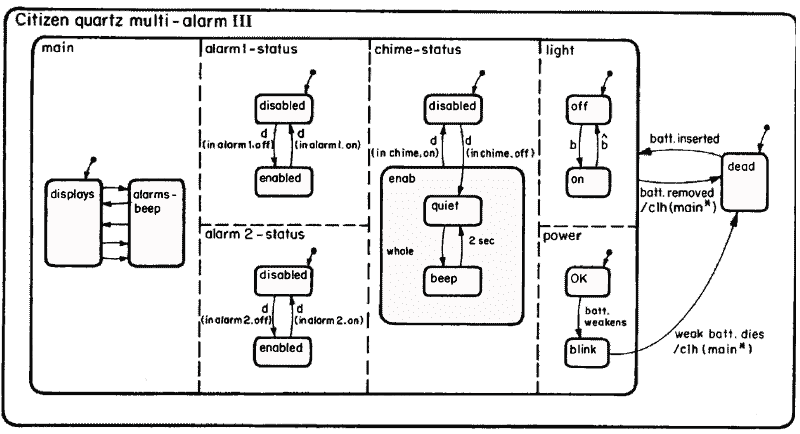 Citizen quartz multi-alarm III
main
displays
alarms-
beep
alarm 1-status
disabled
d
(in alarm 1. off)
d
(in alarm 1. on)
enabled
alarm 2-status
disabled
d
(in alarm 2. off)
d
(in alarm 2. on)
enabled
chime-status
disabled
d
(in chime. on)
d
(in chime. off)
enab
quiet
whole
2 sec
beep
light
off
b
b̂
on
power
OK
batt.
weakens
blink
batt. inserted
dead
batt. removed
/clh (main*)
weak batt. dies
/clh (main*)